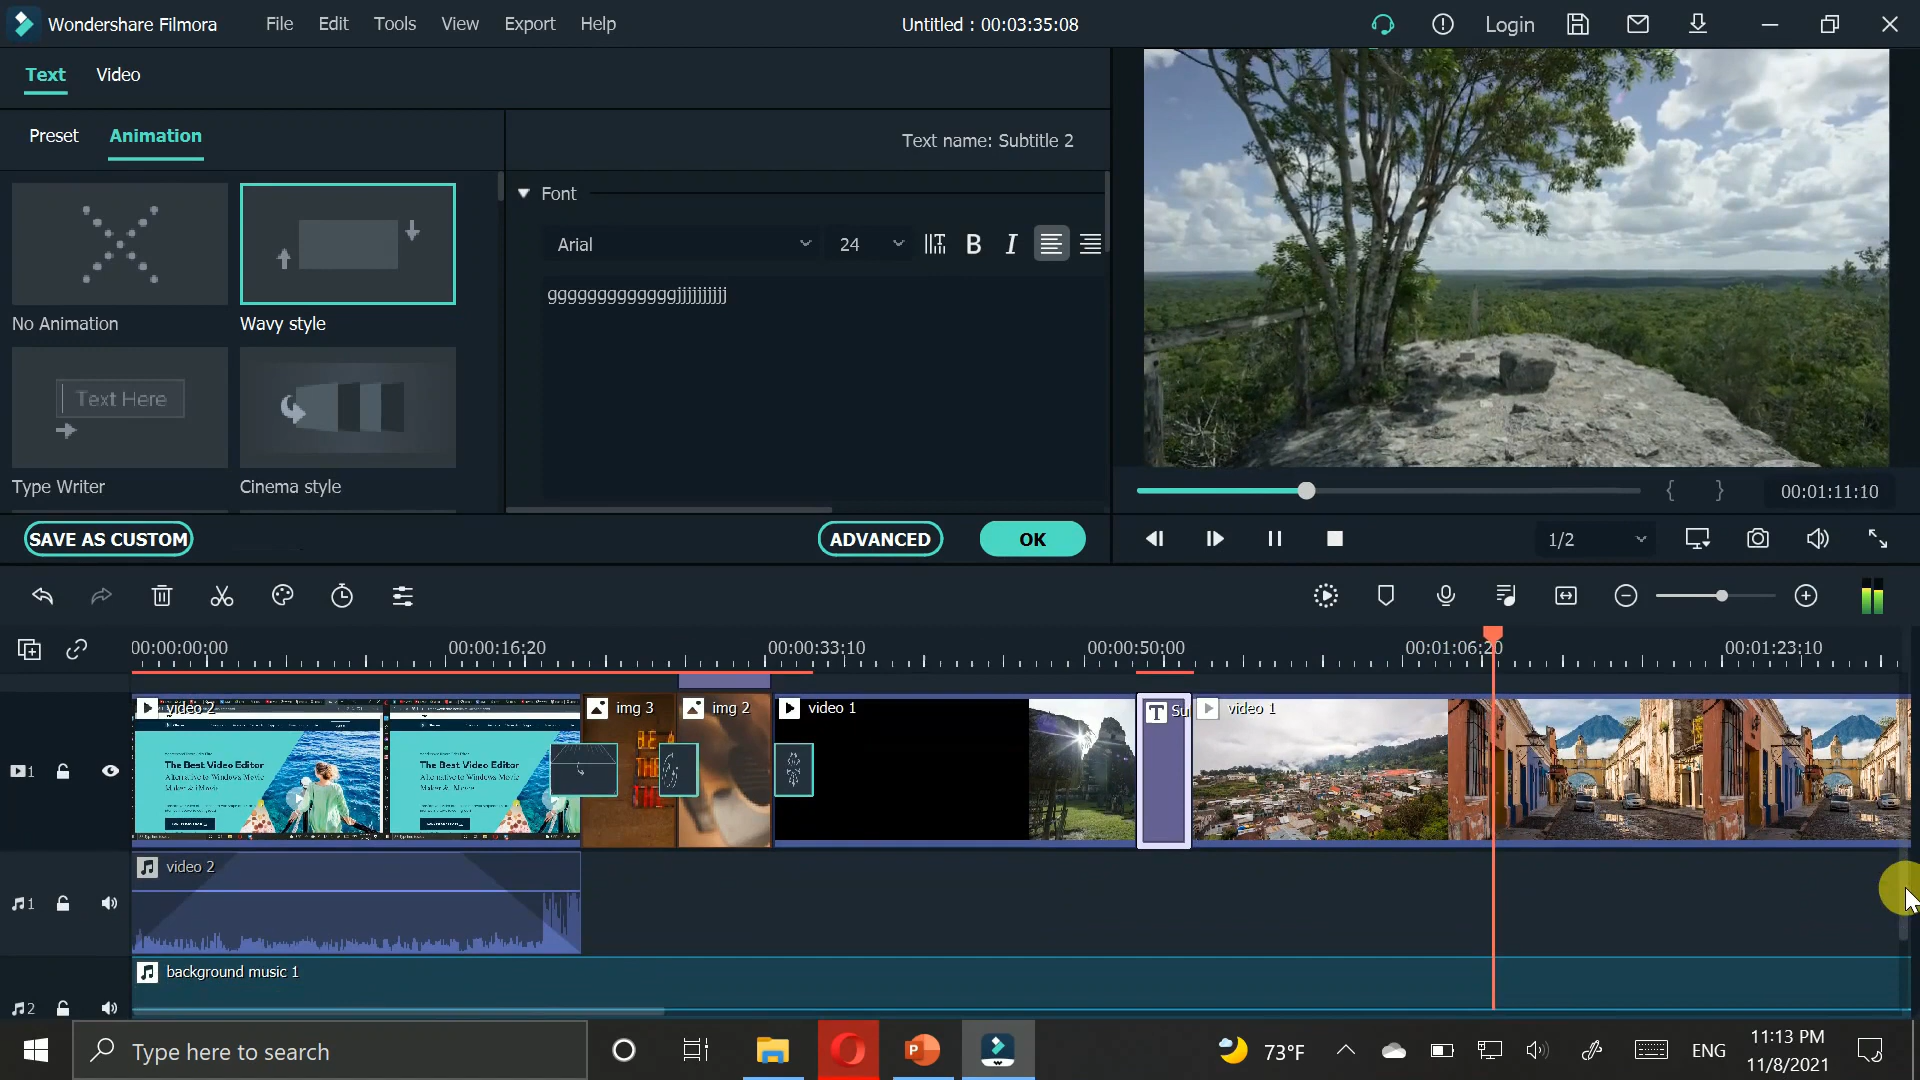 Wondershare Filmora
File Edit Tools View Export Help
Untitled : 00:03:35:08
Login
Text Video
Preset Animation
Text name: Subtitle 2
Font
Arial 24
gggggggggggggjjjjjjjjjj
No Animation
Wavy style
Text Here
Type Writer
Cinema style
SAVE AS CUSTOM
ADVANCED
OK
{ }
00:01:11:10
1/2
00:00:00:00 00:00:16:20 00:00:33:10 00:00:50:00 00:01:06:20 00:01:23:10
1
video 2
The Best Video Editor
Alternative to Windows Movie
Maker & iMovie
The Best Video Editor
Alternative to Windows Movie
img 3
img 2
video 1
T Su
video 1
1
video 2
2
background music 1
Type here to search
73°F
ENG
11:13 PM
11/8/2021